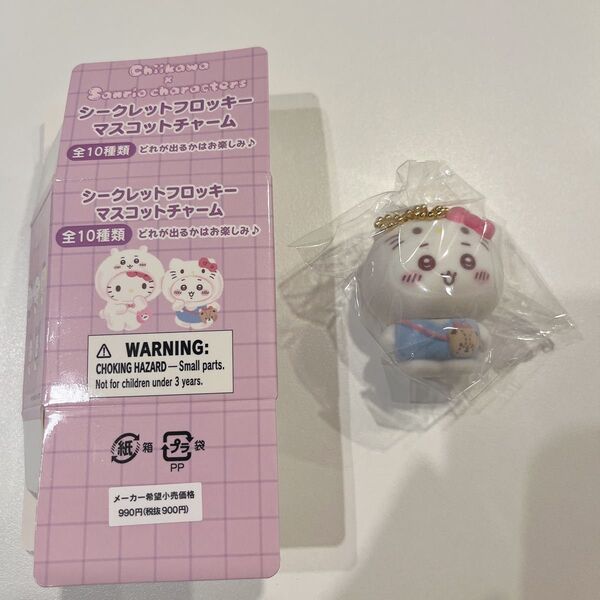 Chiikawa
×
Sanrio characters
シークレットフロッキー
マスコットチャーム
全10種類 どれが出るかはお楽しみ♪
シークレットフロッキー
マスコットチャーム
全10種類 どれが出るかはお楽しみ♪
WARNING:
CHOKING HAZARD — Small parts.
Not for children under 3 years.
紙 箱 プラ 袋
PP
メーカー希望小売価格
990円(税抜900円)